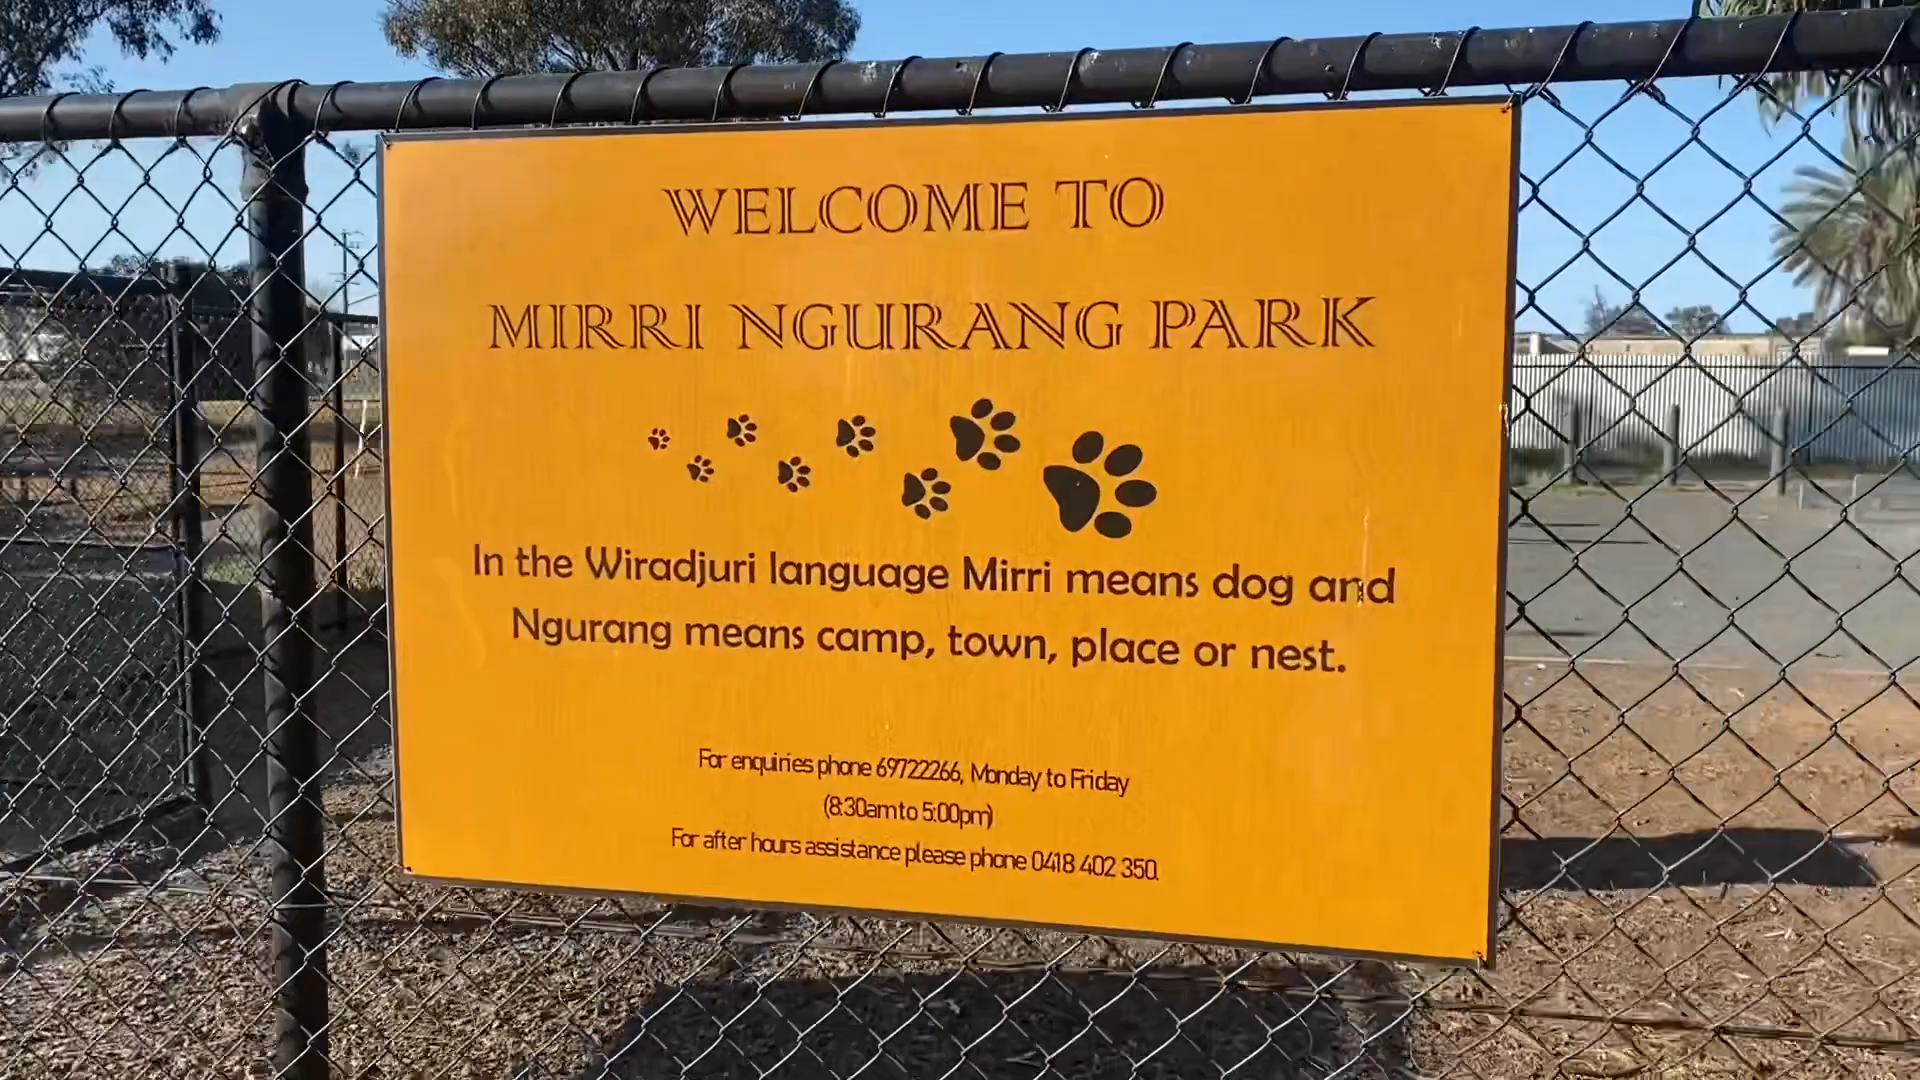 WELCOME TO
MIRRI NGURANG PARK
In the Wiradjuri language Mirri means dog and
Ngurang means camp, town, place or nest.
For enquiries phone 69722266, Monday to Friday
(8:30am to 5:00pm)
For after hours assistance please phone 0418 402 350.